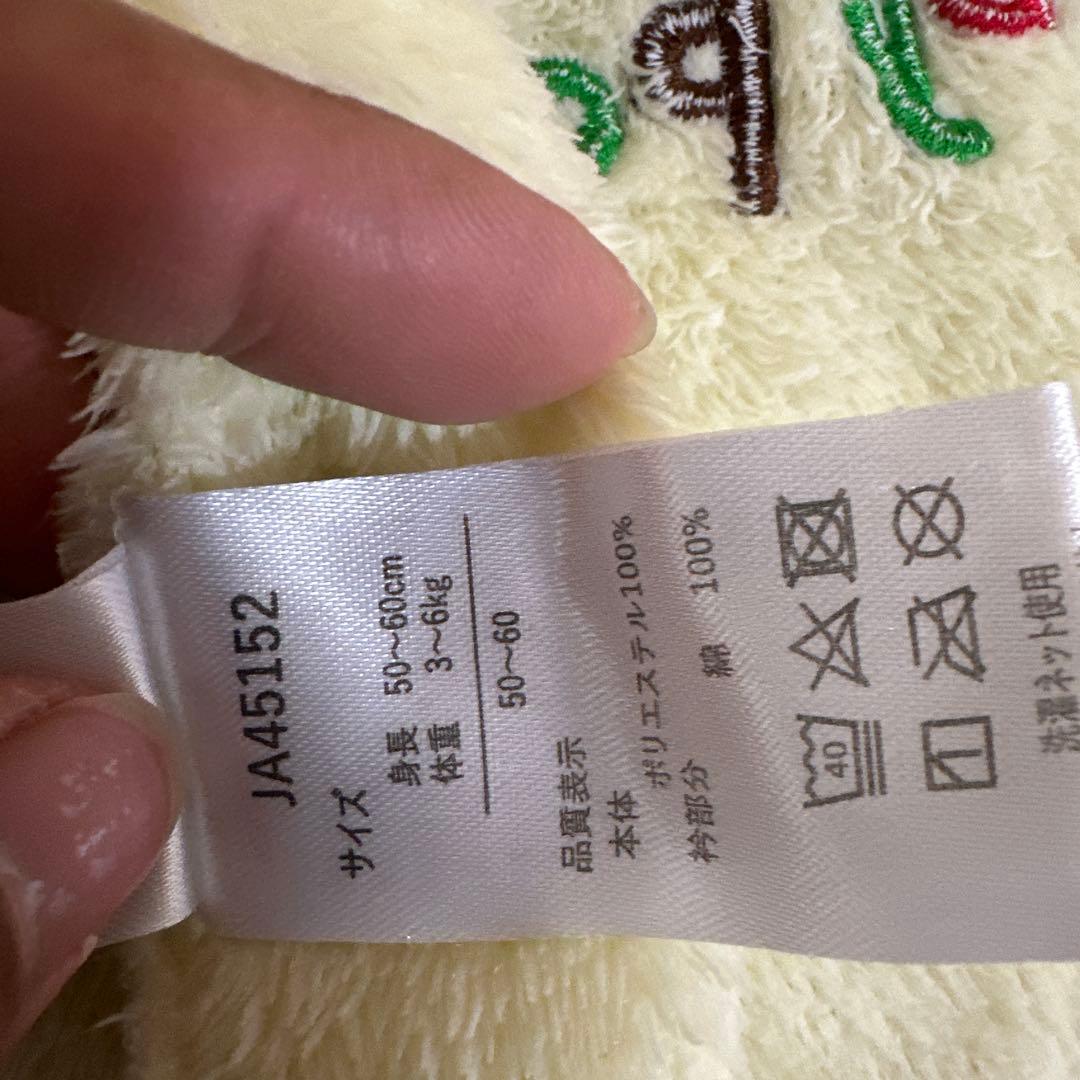 JA45152
サイズ
身長 50〜60cm
体重 3〜6kg
50〜60
品質表示
本体
ポリエステル100%
衿部分 綿 100%
40
洗濯ネット使用